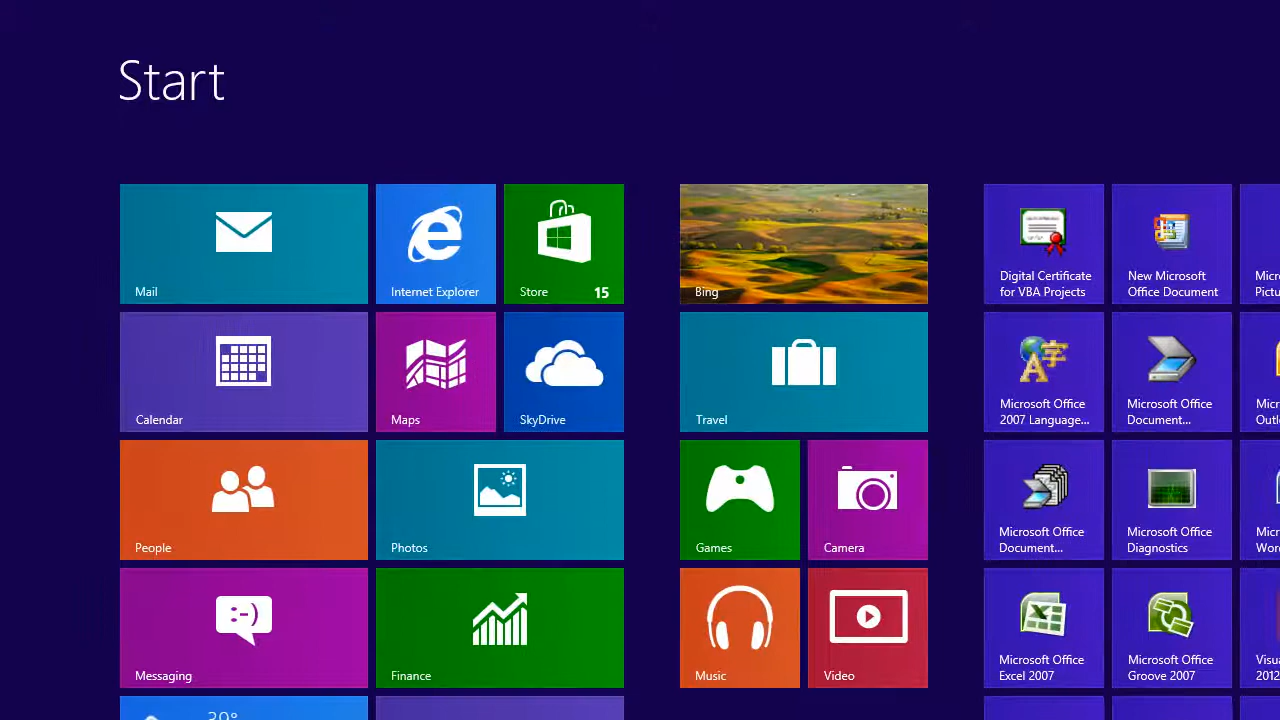 Start
Mail
Internet Explorer
Store 15
Bing
Digital Certificate
for VBA Projects
New Microsoft
Office Document
Calendar
Maps
SkyDrive
Travel
Microsoft Office
2007 Language...
Microsoft Office
Document...
People
Photos
Games
Camera
Microsoft Office
Document...
Microsoft Office
Diagnostics
Messaging
:-)
Finance
Music
Video
Microsoft Office
Excel 2007
Microsoft Office
Groove 2007
2012
39°